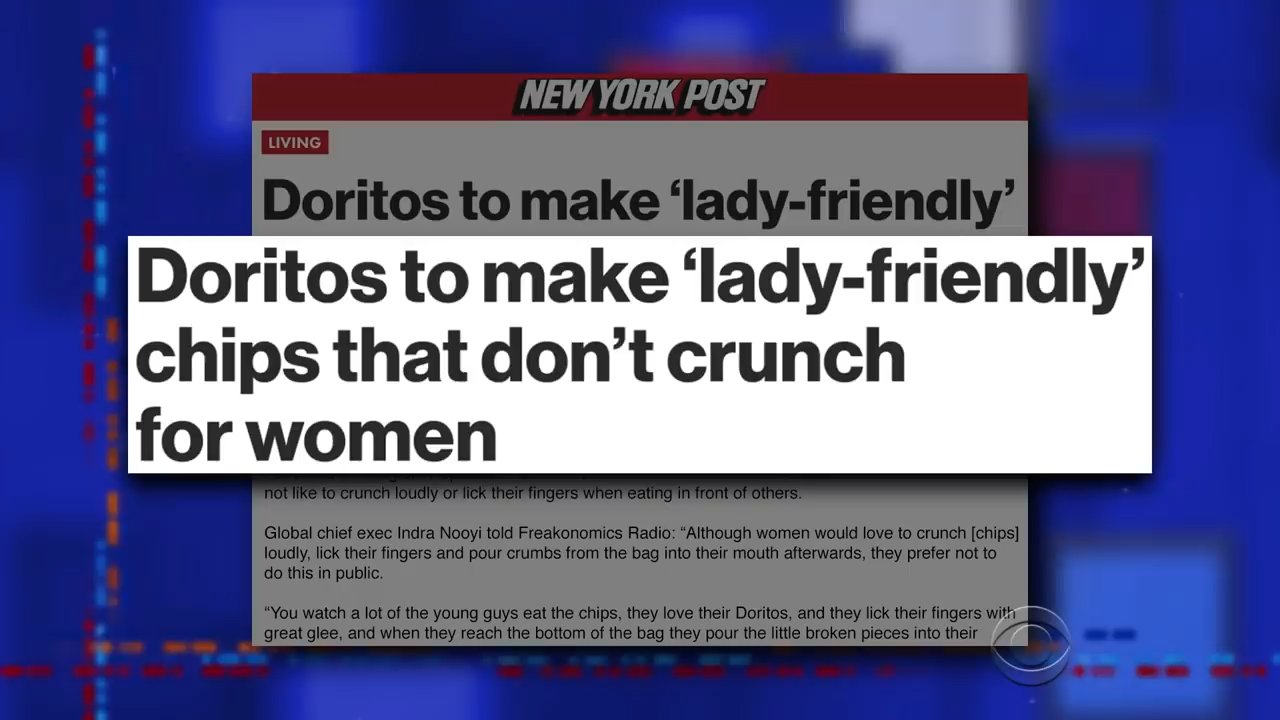 NEW YORK POST
LIVING
Doritos to make ‘lady-friendly’
Doritos to make ‘lady-friendly’
chips that don’t crunch
for women
not like to crunch loudly or lick their fingers when eating in front of others.
Global chief exec Indra Nooyi told Freakonomics Radio: “Although women would love to crunch [chips]
loudly, lick their fingers and pour crumbs from the bag into their mouth afterwards, they prefer not to
do this in public.
“You watch a lot of the young guys eat the chips, they love their Doritos, and they lick their fingers with
great glee, and when they reach the bottom of the bag they pour the little broken pieces into their